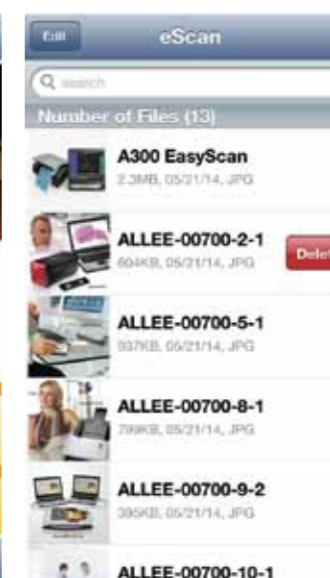 Edit
eScan
search
Number of Files (13)
A300 EasyScan
2.3MB, 05/21/14, JPG
ALLEE-00700-2-1
604KB, 05/21/14, JPG
Delet
ALLEE-00700-5-1
937KB, 05/21/14, JPG
ALLEE-00700-8-1
799KB, 05/21/14, JPG
ALLEE-00700-9-2
395KB, 05/21/14, JPG
ALLEE-00700-10-1